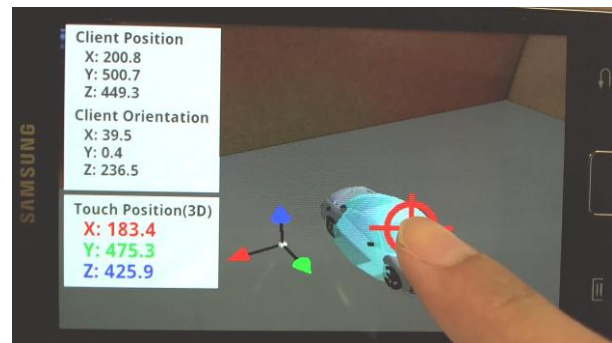 SAMSUNG
Client Position
X: 200.8
Y: 500.7
Z: 449.3
Client Orientation
X: 39.5
Y: 0.4
Z: 236.5
Touch Position(3D)
X: 183.4
Y: 475.3
Z: 425.9